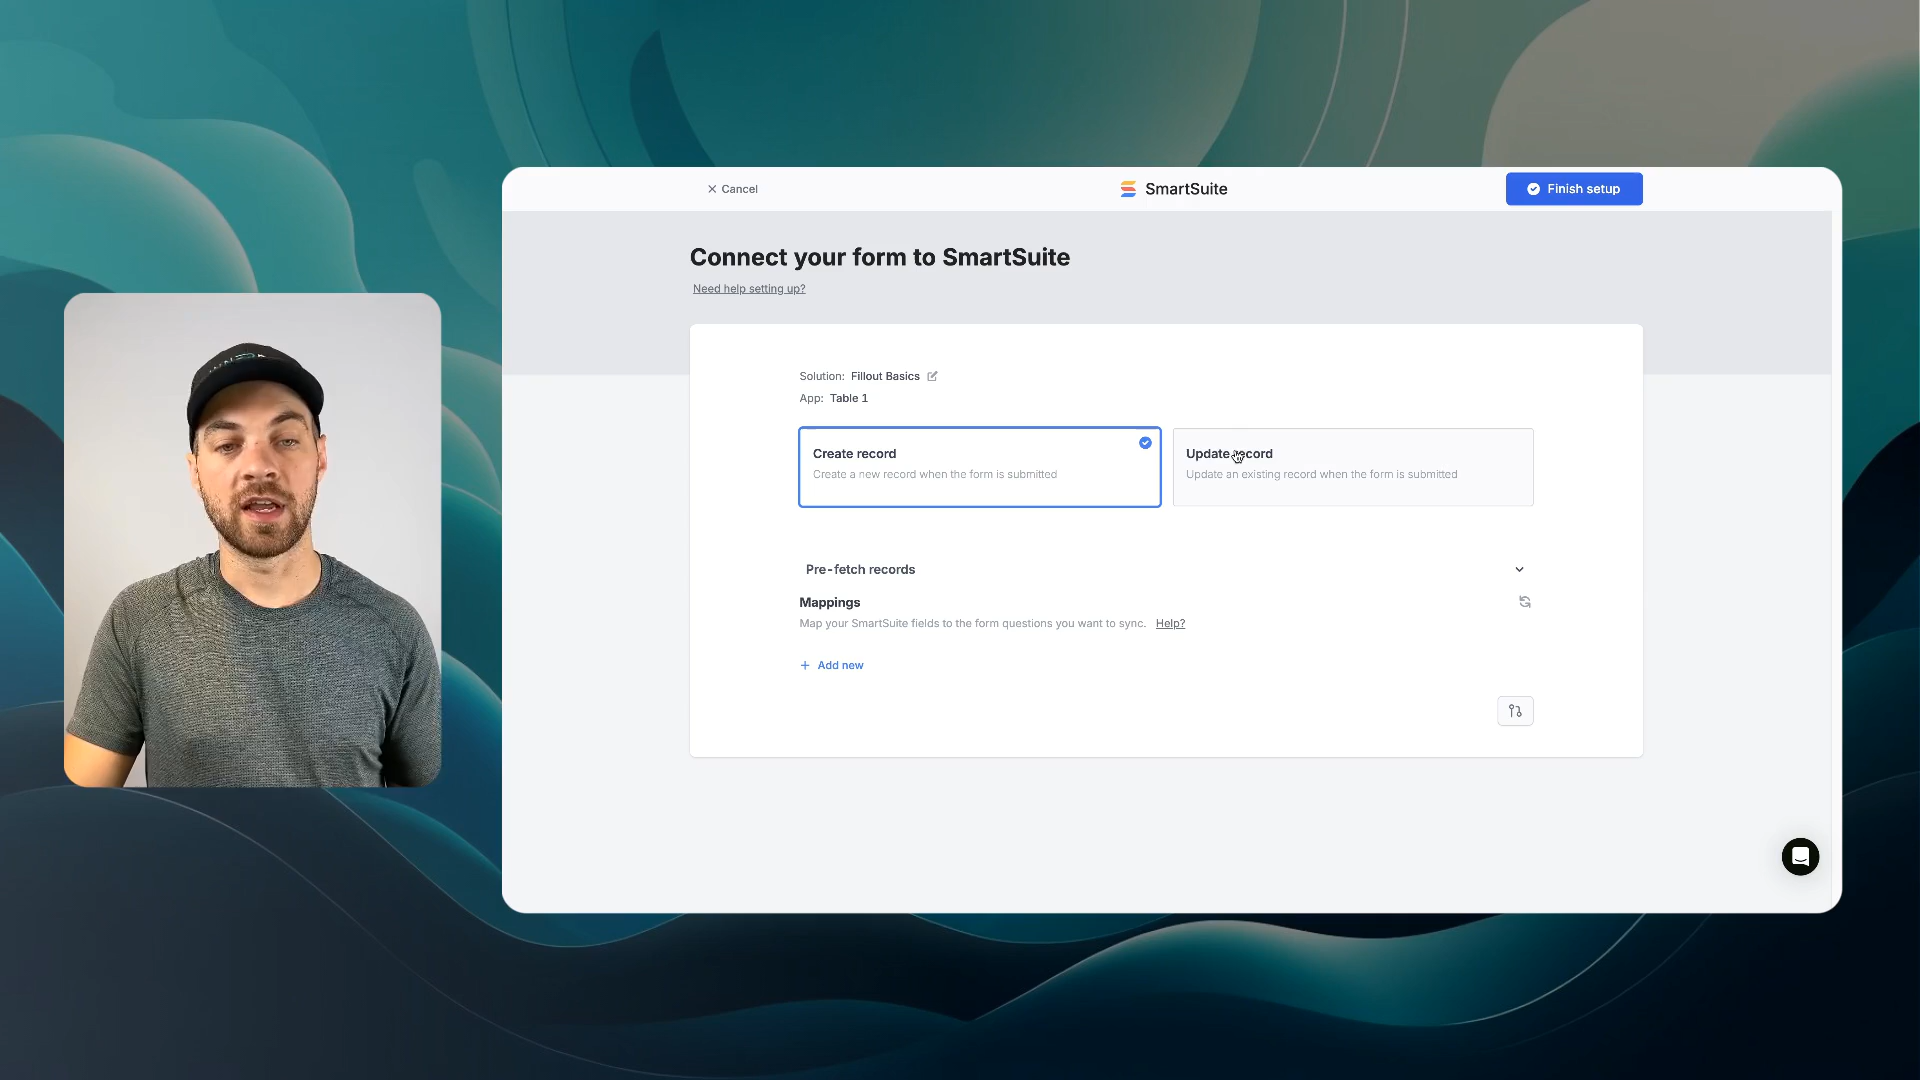 Cancel
SmartSuite
Finish setup
Connect your form to SmartSuite
Need help setting up?
Solution: Fillout Basics
App: Table 1
Create record
Create a new record when the form is submitted
Update record
Update an existing record when the form is submitted
Pre-fetch records
Mappings
Map your SmartSuite fields to the form questions you want to sync. Help?
+ Add new